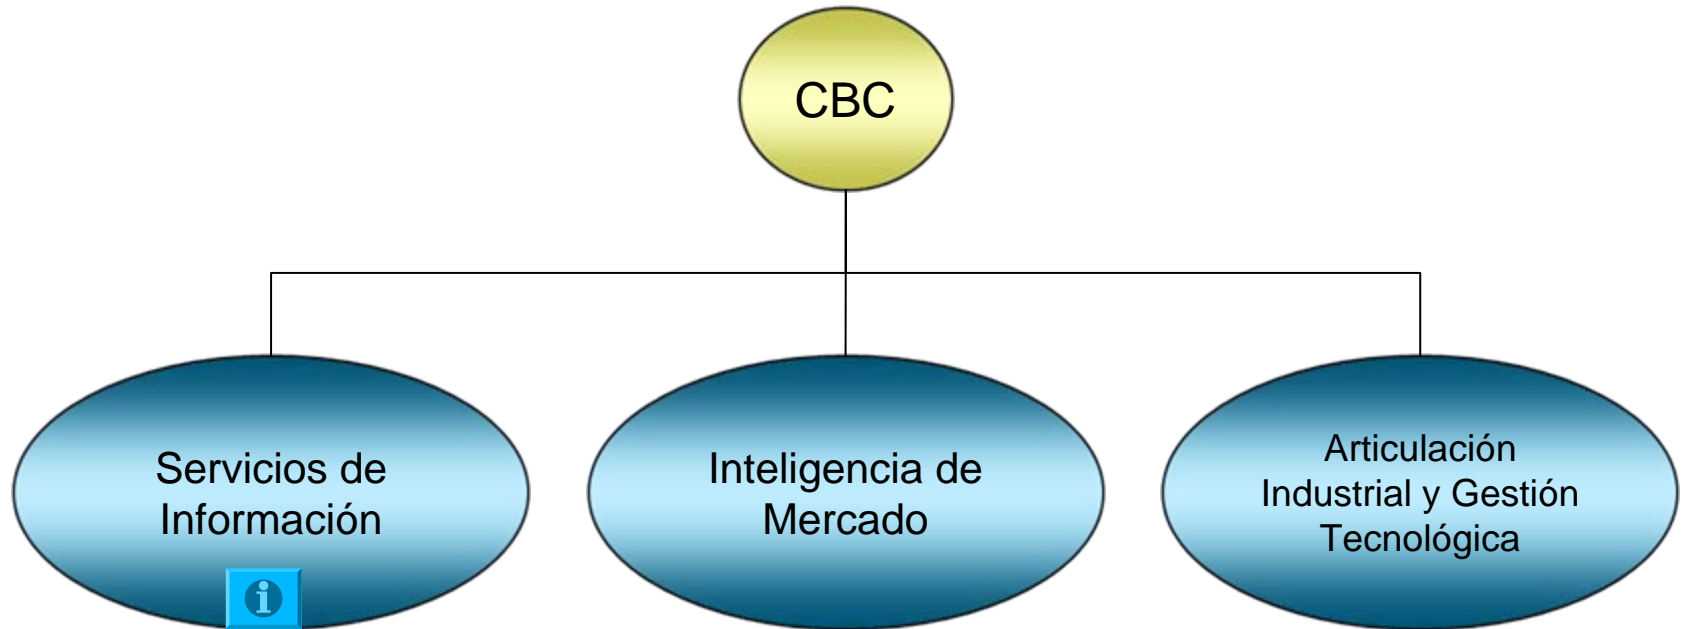 CBC
Servicios de
Información
Inteligencia de
Mercado
Articulación
Industrial y Gestión
Tecnológica